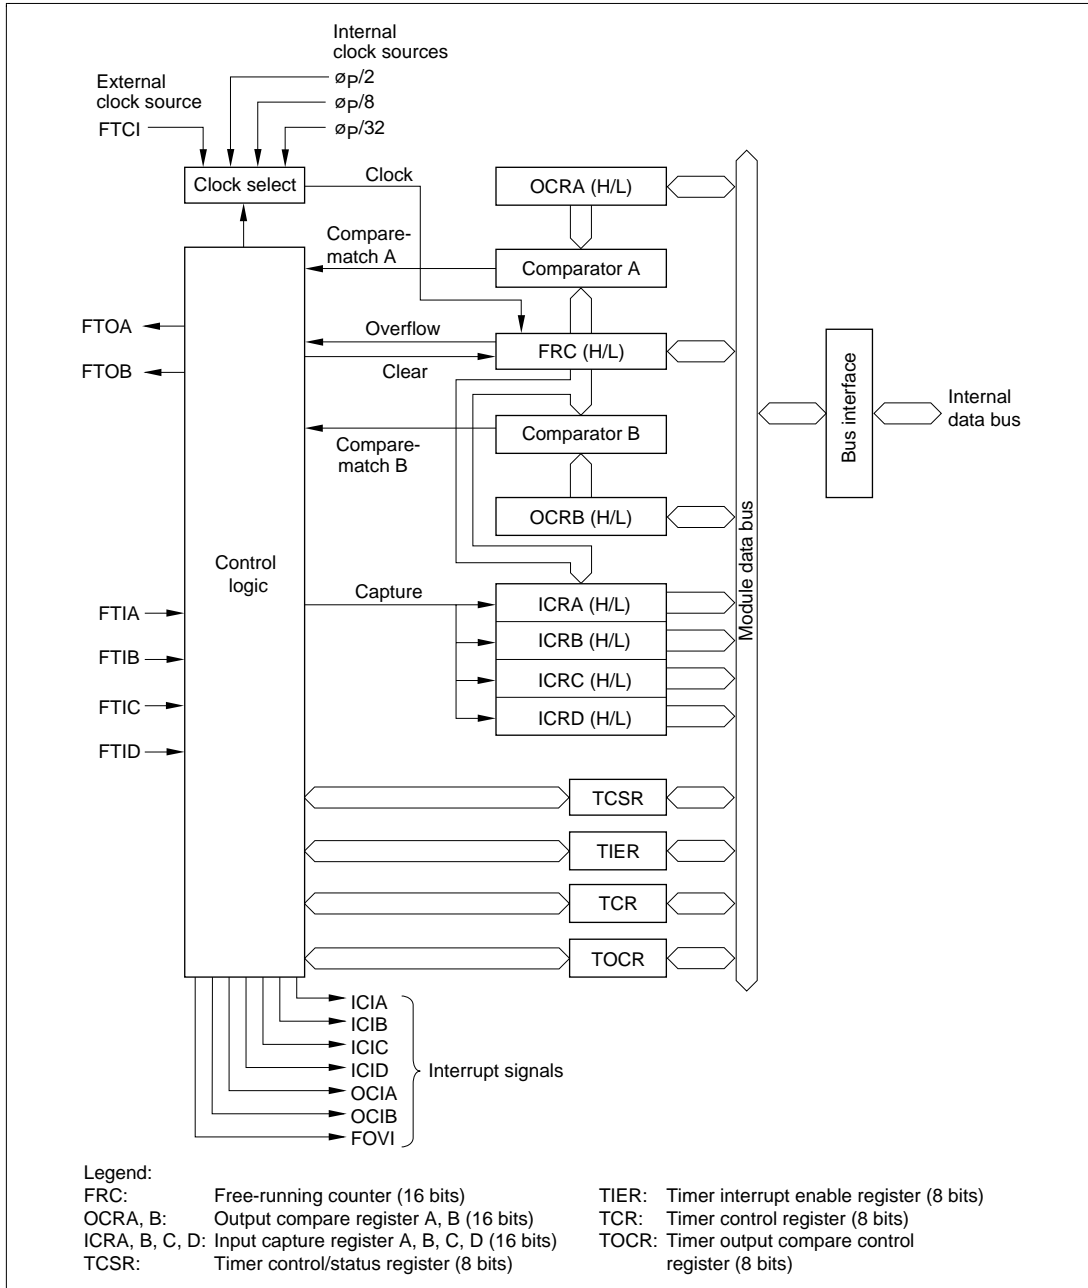 Internal
clock sources
External
clock source
øP/2
øP/8
FTCI
øP/32
Clock select
Clock
OCRA (H/L)
Compare-
match A
Comparator A
FTOA
Overflow
FRC (H/L)
FTOB
Clear
Internal
data bus
Bus interface
Comparator B
Compare-
match B
OCRB (H/L)
Module data bus
Control
logic
Capture
FTIA
ICRA (H/L)
ICRB (H/L)
FTIB
ICRC (H/L)
FTIC
ICRD (H/L)
FTID
TCSR
TIER
TCR
TOCR
ICIA
ICIB
ICIC
ICID
Interrupt signals
OCIA
OCIB
FOVI
Legend:
FRC: Free-running counter (16 bits)
OCRA, B: Output compare register A, B (16 bits)
ICRA, B, C, D: Input capture register A, B, C, D (16 bits)
TCSR: Timer control/status register (8 bits)
TIER: Timer interrupt enable register (8 bits)
TCR: Timer control register (8 bits)
TOCR: Timer output compare control
register (8 bits)